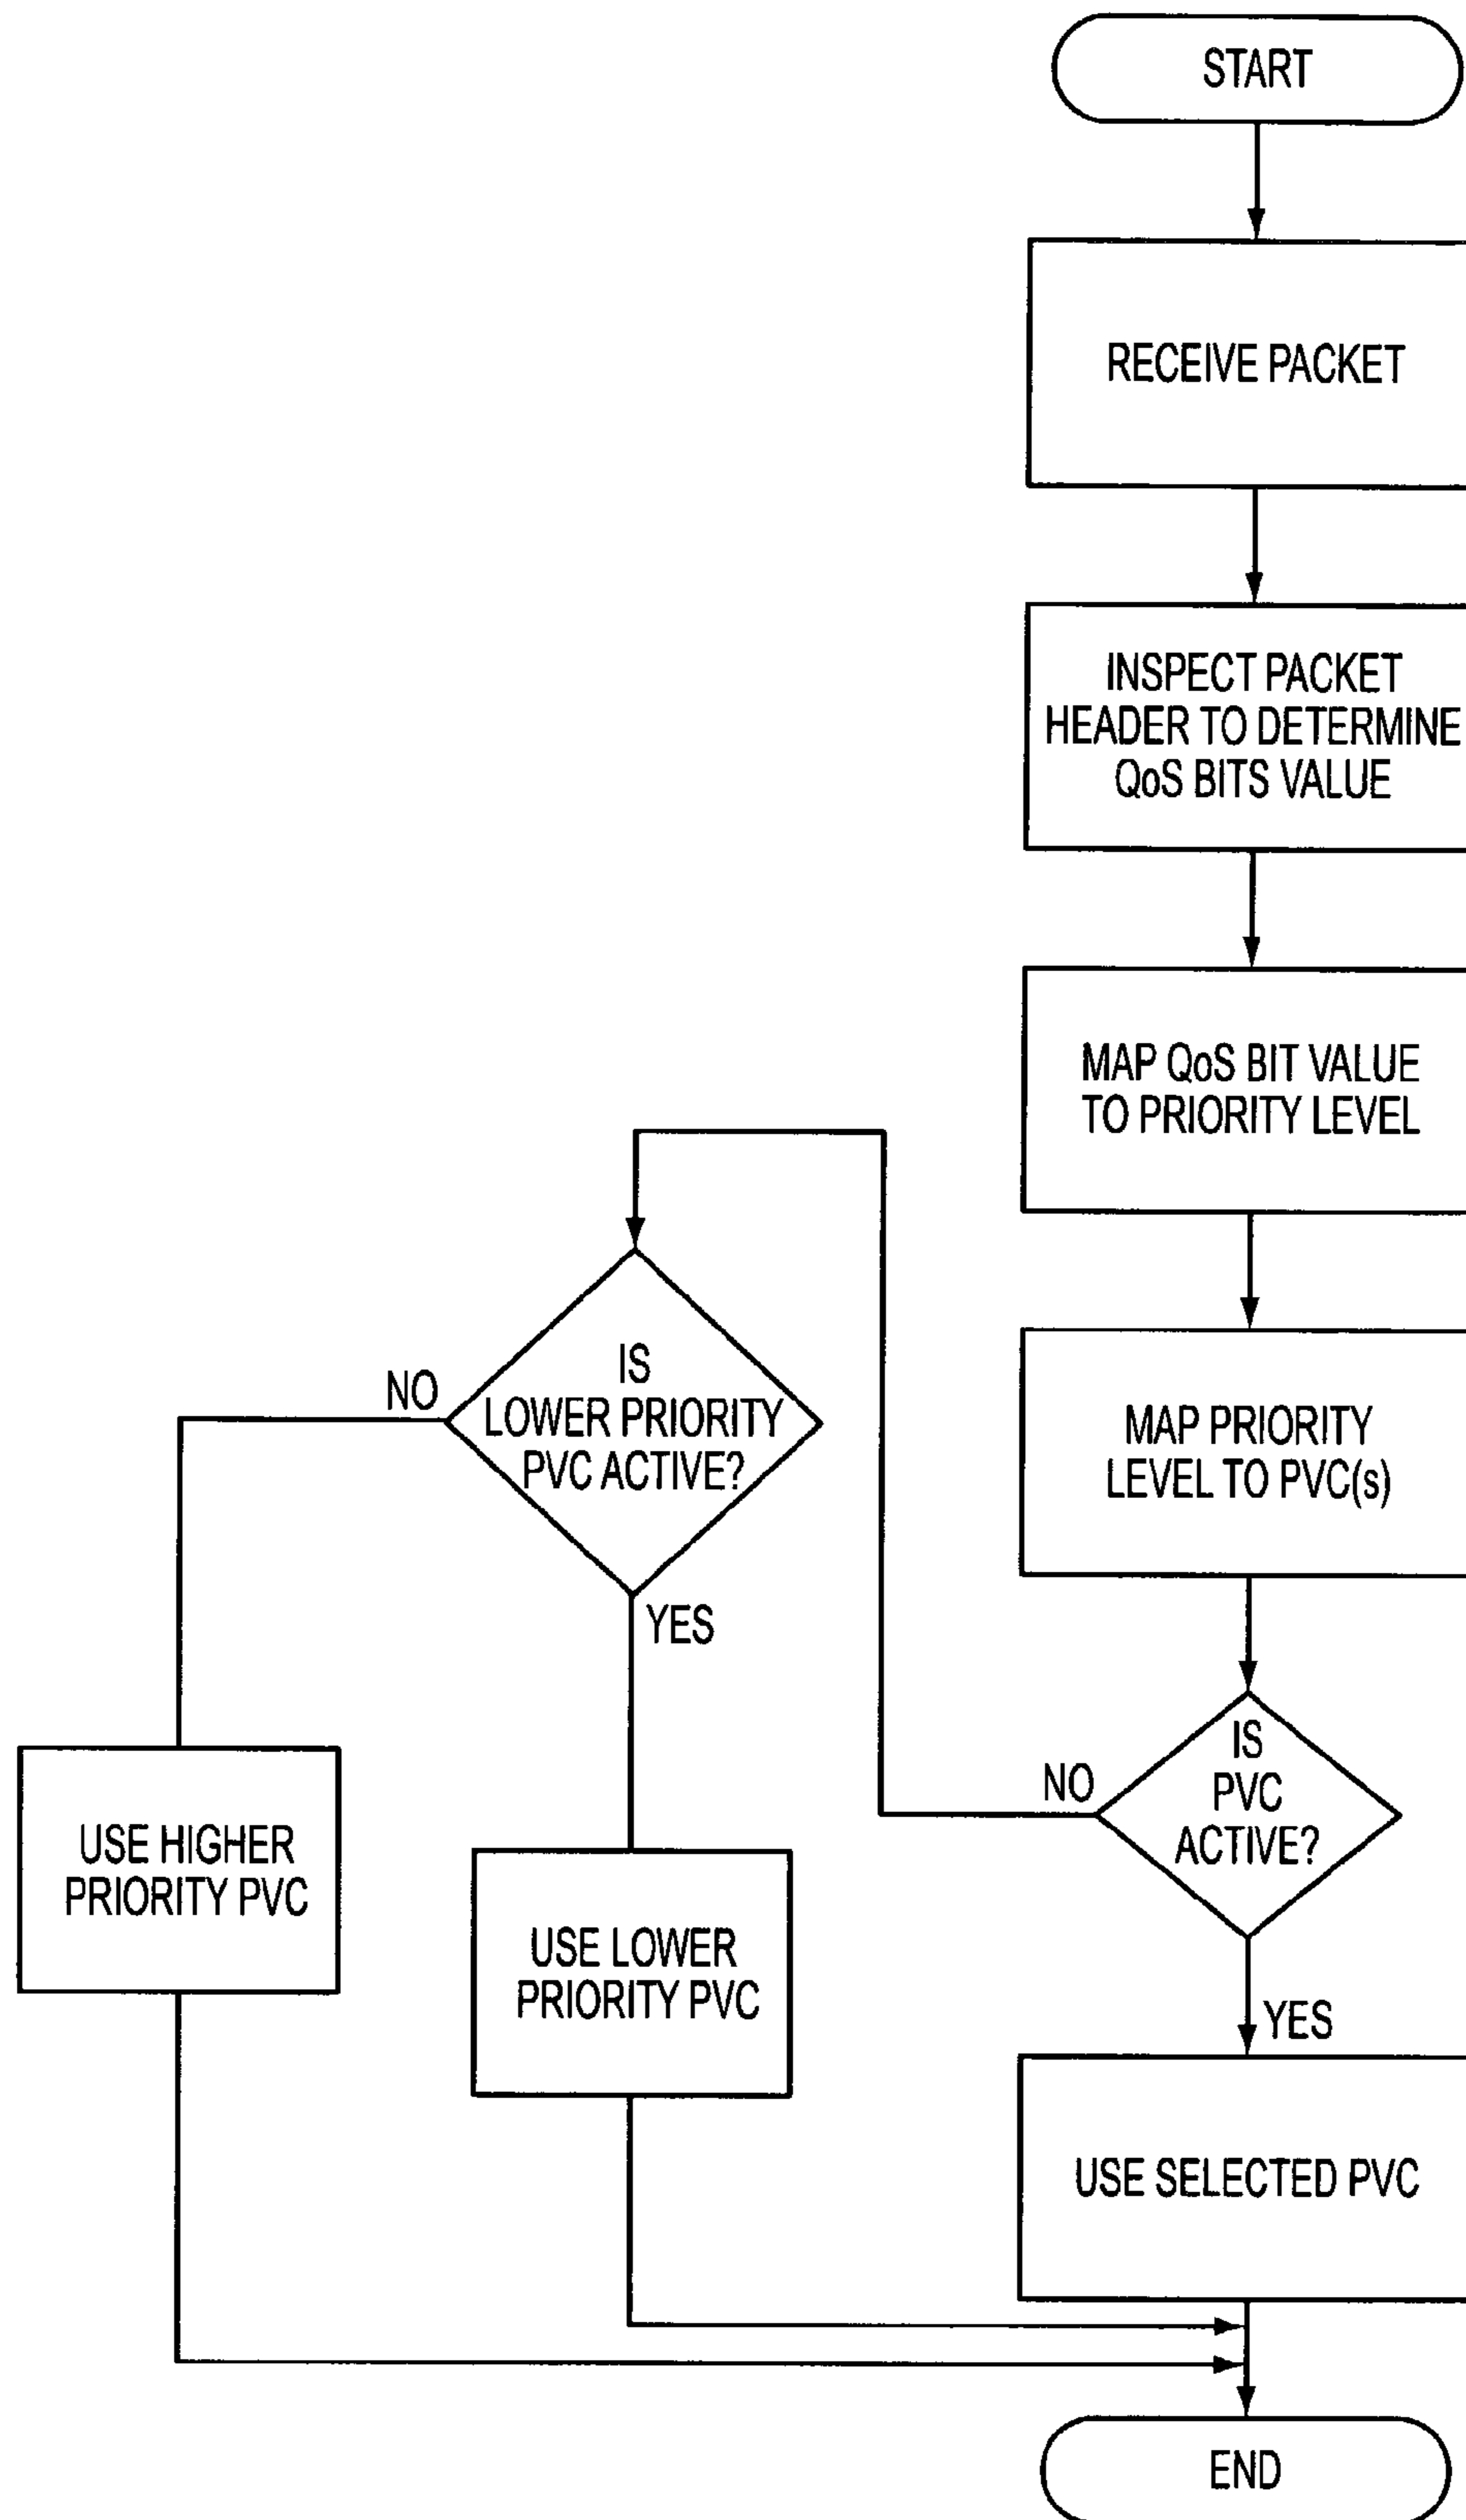 START
RECEIVE PACKET
INSPECT PACKET
HEADER TO DETERMINE
QoS BITS VALUE
MAP QoS BIT VALUE
TO PRIORITY LEVEL
MAP PRIORITY
LEVEL TO PVC(s)
IS
PVC
ACTIVE?
NO
YES
IS
LOWER PRIORITY
PVC ACTIVE?
NO
YES
USE HIGHER
PRIORITY PVC
USE LOWER
PRIORITY PVC
USE SELECTED PVC
END